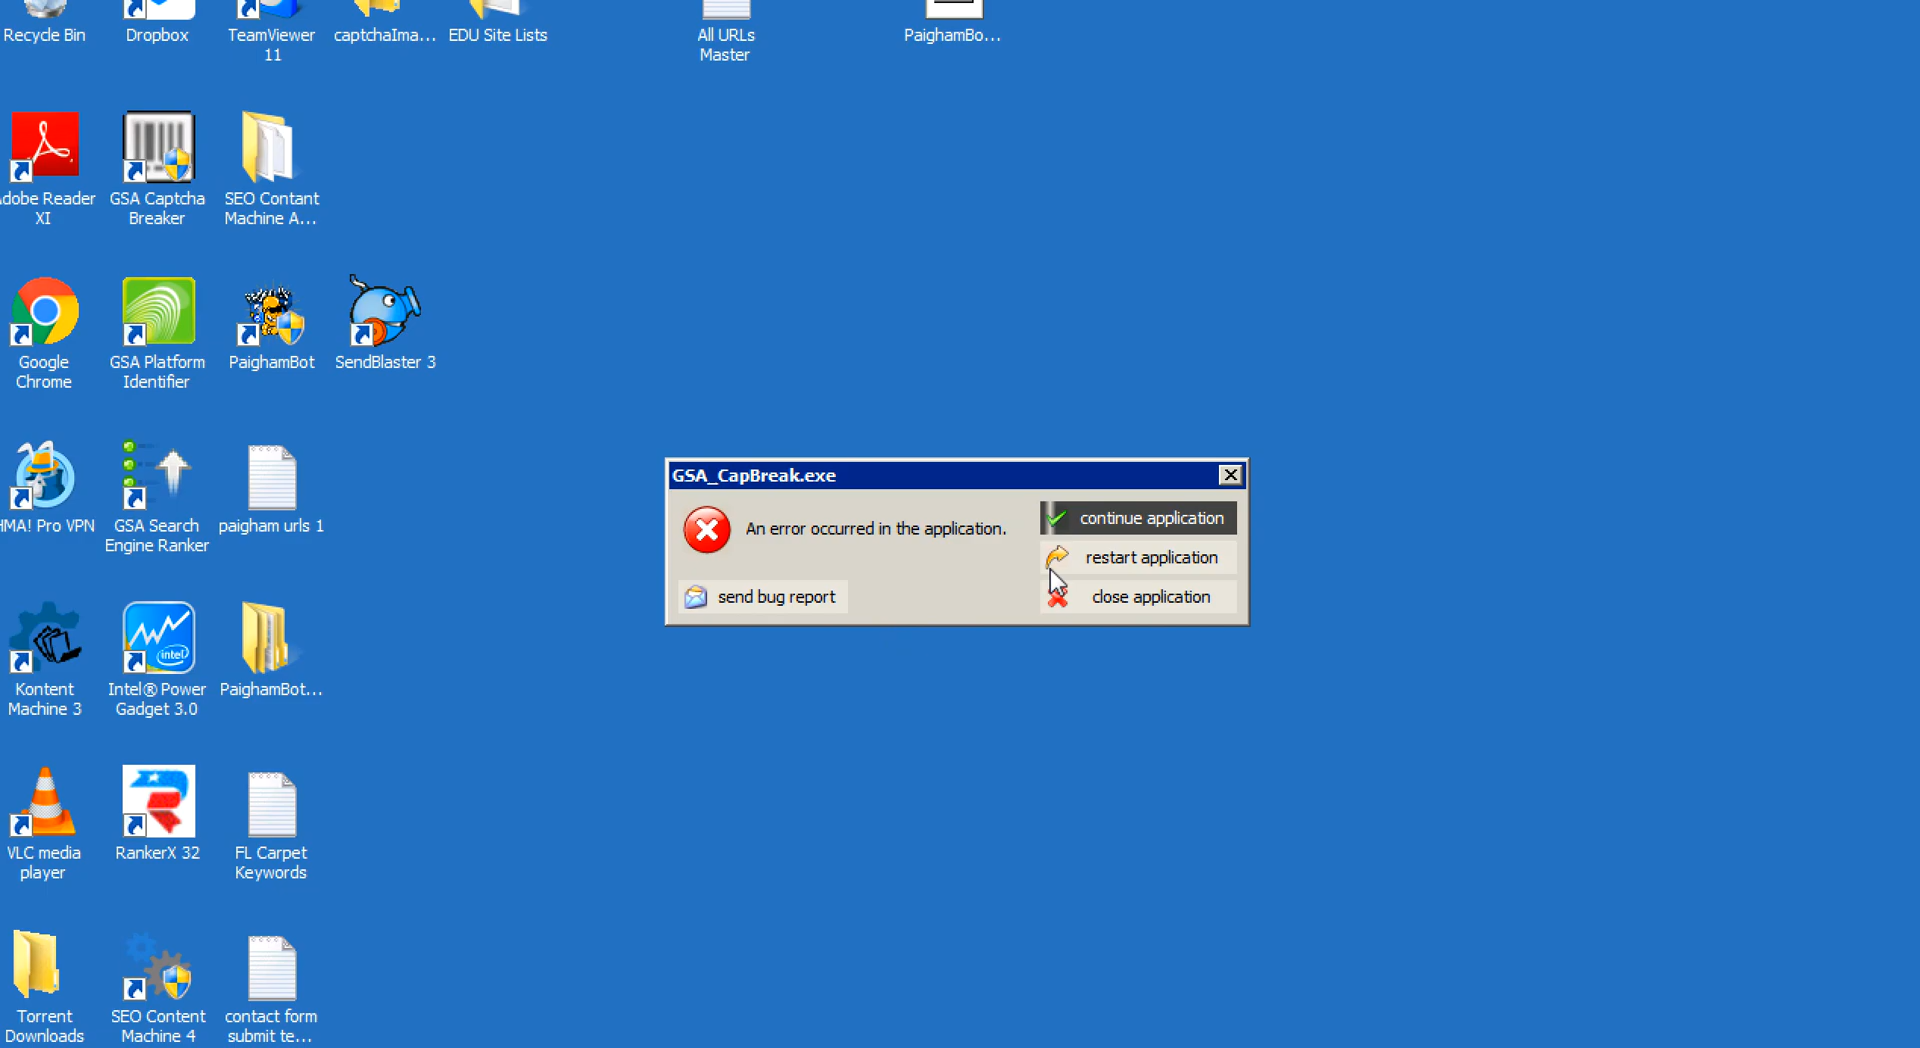 Recycle Bin
Dropbox
TeamViewer
11
captchaIma...
EDU Site Lists
All URLs
Master
PaighamBo...
Adobe Reader
XI
GSA Captcha
Breaker
SEO Contant
Machine A...
Google
Chrome
GSA Platform
Identifier
PaighamBot
SendBlaster 3
HMA! Pro VPN
GSA Search
Engine Ranker
paigham urls 1
GSA_CapBreak.exe
An error occurred in the application.
continue application
restart application
close application
send bug report
Kontent
Machine 3
intel
Intel® Power
Gadget 3.0
PaighamBot...
VLC media
player
RankerX 32
FL Carpet
Keywords
Torrent
Downloads
SEO Content
Machine 4
contact form
submit te...